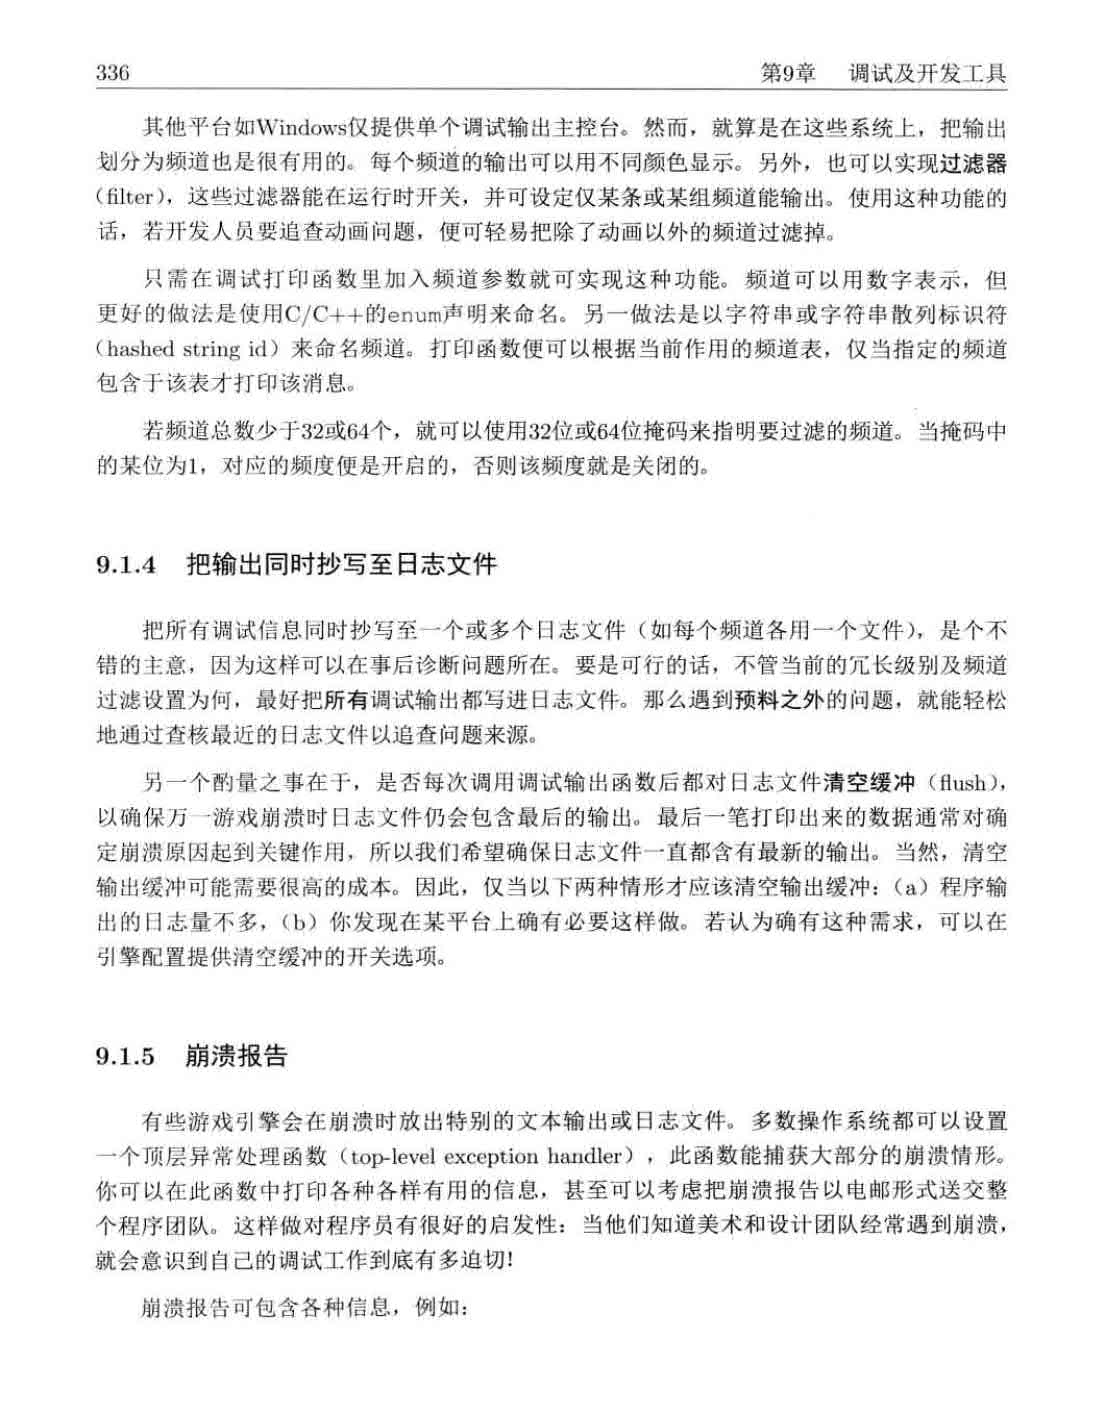 336
第9章 调试及开发工具
其他平台如Windows仅提供单个调试输出主控台。然而，就算是在这些系统上，把输出
划分为频道也是很有用的。每个频道的输出可以用不同颜色显示。另外，也可以实现过滤器
（filter），这些过滤器能在运行时开关，并可设定仅某条或某组频道能输出。使用这种功能的
话，若开发人员要追查动画问题，便可轻易把除了动画以外的频道过滤掉。
只需在调试打印函数里加入频道参数就可实现这种功能。频道可以用数字表示，但
更好的做法是使用C/C++的enum声明来命名。另一做法是以字符串或字符串散列标识符
（hashed string id）来命名频道。打印函数便可以根据当前作用的频道表，仅当指定的频道
包含于该表才打印该消息。
若频道总数少于32或64个，就可以使用32位或64位掩码来指明要过滤的频道。当掩码中
的某位为1，对应的频度便是开启的，否则该频度就是关闭的。
9.1.4 把输出同时抄写至日志文件
把所有调试信息同时抄写至一个或多个日志文件（如每个频道各用一个文件），是个不
错的主意，因为这样可以在事后诊断问题所在。要是可行的话，不管当前的冗长级别及频道
过滤设置为何，最好把所有调试输出都写进日志文件。那么遇到预料之外的问题，就能轻松
地通过查核最近的日志文件以追查问题来源。
另一个酌量之事在于，是否每次调用调试输出函数后都对日志文件清空缓冲（flush），
以确保万一游戏崩溃时日志文件仍会包含最后的输出。最后一笔打印出来的数据通常对确
定崩溃原因起到关键作用，所以我们希望确保日志文件一直都含有最新的输出。当然，清空
输出缓冲可能需要很高的成本。因此，仅当以下两种情形才应该清空输出缓冲：（a）程序输
出的日志量不多，（b）你发现在某平台上确有必要这样做。若认为确有这种需求，可以在
引擎配置提供清空缓冲的开关选项。
9.1.5 崩溃报告
有些游戏引擎会在崩溃时放出特别的文本输出或日志文件。多数操作系统都可以设置
一个顶层异常处理函数（top-level exception handler），此函数能捕获大部分的崩溃情形。
你可以在此函数中打印各种各样有用的信息，甚至可以考虑把崩溃报告以电邮形式送交整
个程序团队。这样做对程序员有很好的启发性：当他们知道美术和设计团队经常遇到崩溃，
就会意识到自己的调试工作到底有多迫切！
崩溃报告可包含各种信息，例如：